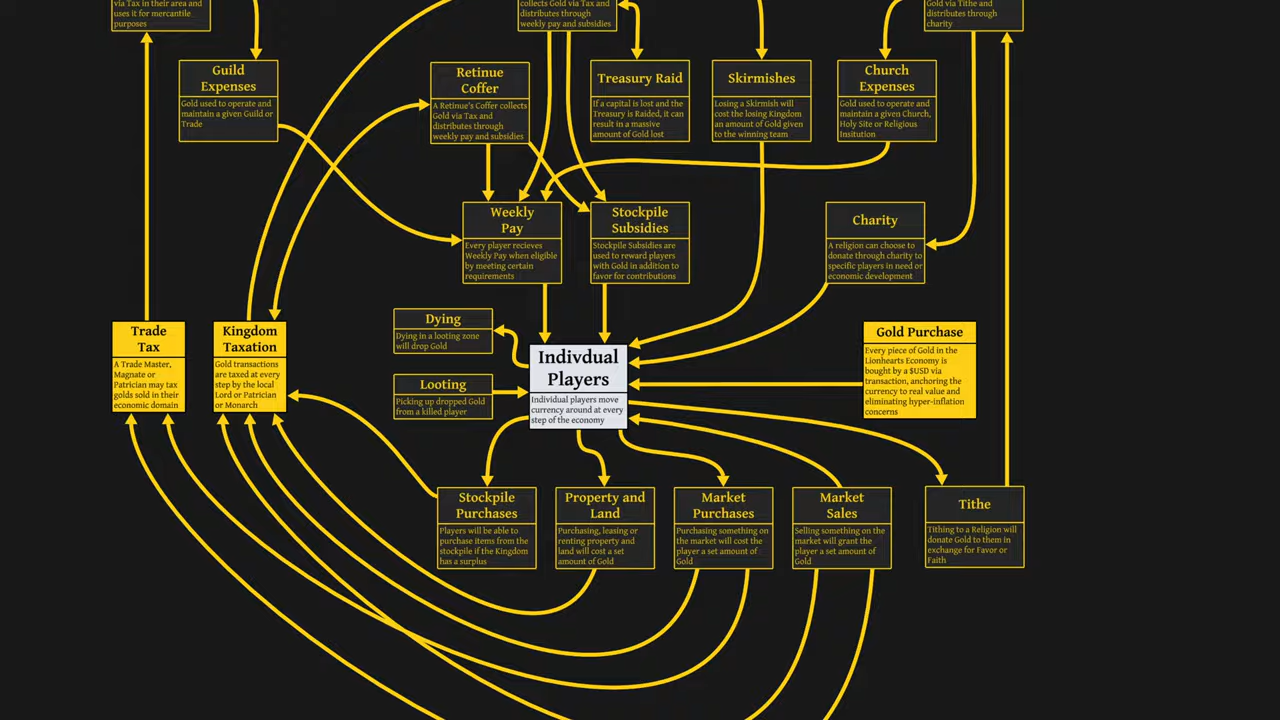 via Tax in their area and
uses it for mercantile
purposes
collects Gold via Tax and
distributes through
weekly pay and subsidies
Gold via Tithe and
distributes through
charity
Guild
Expenses
Gold used to operate and
maintain a given Guild or
Trade
Retinue
Coffer
A Retinue's Coffer collects
Gold via Tax and
distributes through
weekly pay and subsidies
Treasury Raid
If a capital is lost and the
Treasury is Raided, it can
result in a massive
amount of Gold lost
Skirmishes
Losing a Skirmish will
cost the losing Kingdom
an amount of Gold given
to the winning team
Church
Expenses
Gold used to operate and
maintain a given Church,
Holy Site or Religious
Insitution
Weekly
Pay
Every player recieves
Weekly Pay when eligible
by meeting certain
requirements
Stockpile
Subsidies
Stockpile Subsidies are
used to reward players
with Gold in addition to
favor for contributions
Charity
A religion can choose to
donate through charity to
specific players in need or
economic development
Trade
Tax
A Trade Master,
Magnate or
Patrician may tax
golds sold in their
economic domain
Kingdom
Taxation
Gold transactions
are taxed at every
step by the local
Lord or Patrician
or Monarch
Dying
Dying in a looting zone
will drop Gold
Looting
Picking up dropped Gold
from a killed player
Indivdual
Players
Individual players move
currency around at every
step of the economy
Gold Purchase
Every piece of Gold in the
Lionhearts Economy is
bought by a $USD via
transaction, anchoring the
currency to real value and
eliminating hyper-inflation
concerns
Stockpile
Purchases
Players will be able to
purchase items from the
stockpile if the Kingdom
has a surplus
Property and
Land
Purchasing, leasing or
renting property and
land will cost a set
amount of Gold
Market
Purchases
Purchasing something on
the market will cost the
player a set amount of
Gold
Market
Sales
Selling something on the
market will grant the
player a set amount of
Gold
Tithe
Tithing to a Religion will
donate Gold to them in
exchange for Favor or
Faith